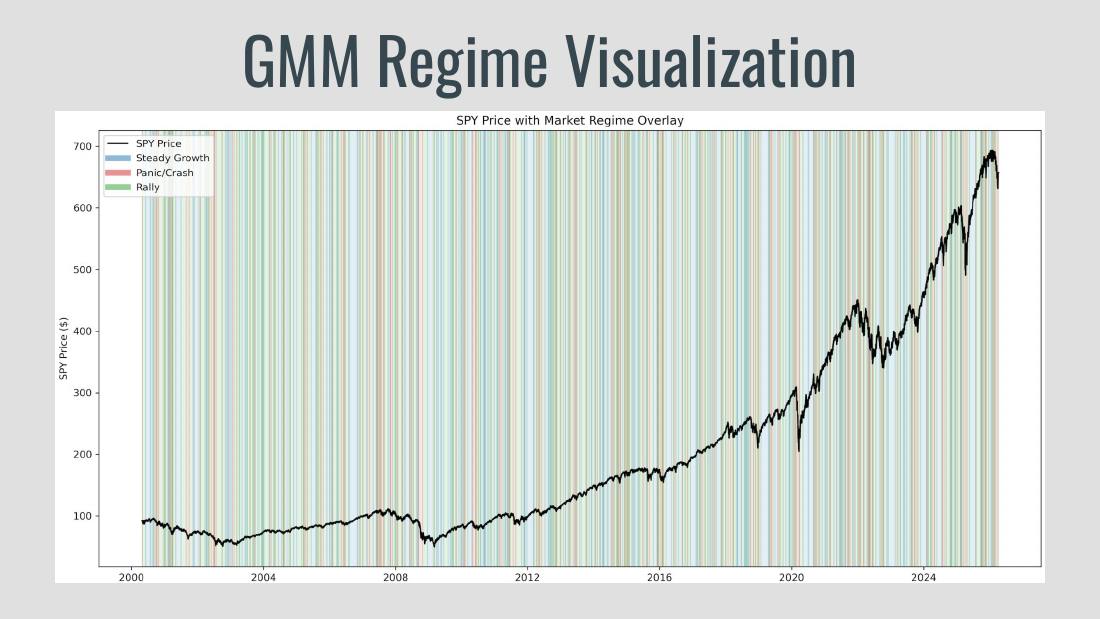 GMM Regime Visualization
SPY Price with Market Regime Overlay
SPY Price
Steady Growth
Panic/Crash
Rally
SPY Price ($)
700
600
500
400
300
200
100
2000 2004 2008 2012 2016 2020 2024